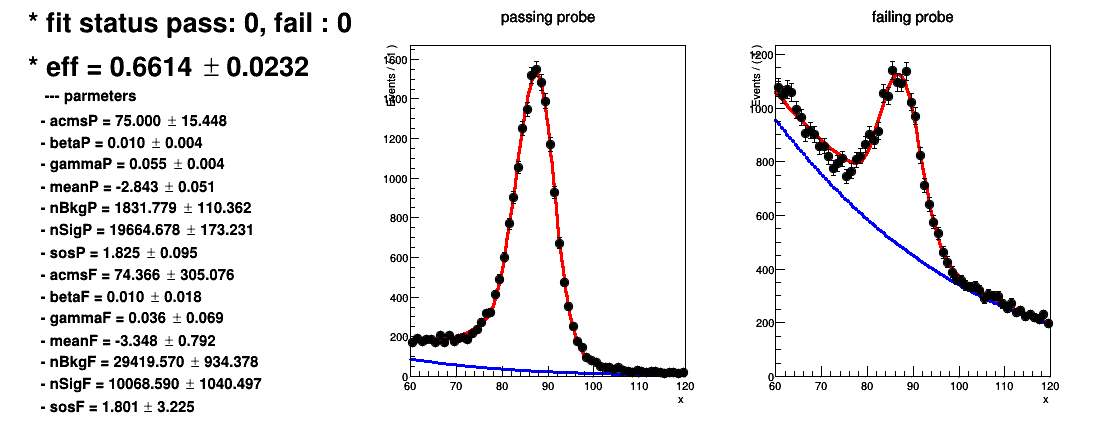 * fit status pass: 0, fail : 0
* eff = 0.6614 ± 0.0232
--- parmeters
- acmsP = 75.000 ± 15.448
- betaP = 0.010 ± 0.004
- gammaP = 0.055 ± 0.004
- meanP = -2.843 ± 0.051
- nBkgP = 1831.779 ± 110.362
- nSigP = 19664.678 ± 173.231
- sosP = 1.825 ± 0.095
- acmsF = 74.366 ± 305.076
- betaF = 0.010 ± 0.018
- gammaF = 0.036 ± 0.069
- meanF = -3.348 ± 0.792
- nBkgF = 29419.570 ± 934.378
- nSigF = 10068.590 ± 1040.497
- sosF = 1.801 ± 3.225
passing probe
Events / ( 1 )
1600
1400
1200
1000
800
600
400
200
0
60 70 80 90 100 110 120
x
failing probe
Events / ( 1 )
1200
1000
800
600
400
200
0
60 70 80 90 100 110 120
x